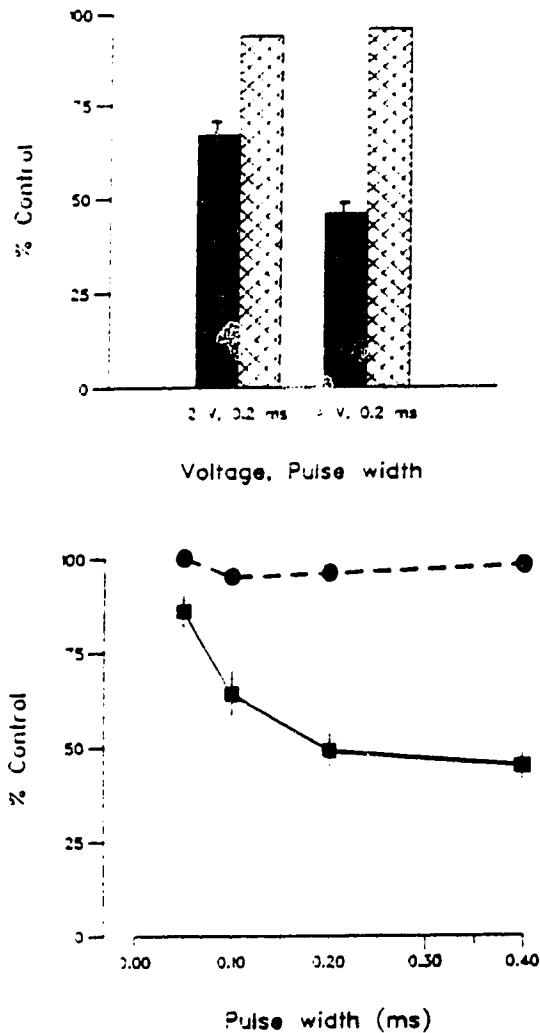 100
75
50
25
0
% Control
V, 0.2 ms V, 0.2 ms
Voltage, Pulse width
100
75
50
25
0
% Control
0.10 0.20 0.30 0.40
Pulse width (ms)